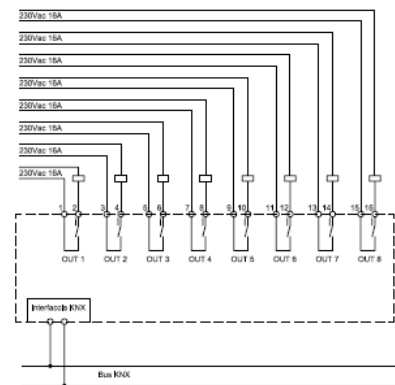 230Vac 16A
230Vac 16A
230Vac 16A
230Vac 16A
230Vac 16A
230Vac 16A
230Vac 16A
230Vac 16A
1 2 3 4 5 6 7 8 9 10 11 12 13 14 15 16
OUT 1 OUT 2 OUT 3 OUT 4 OUT 5 OUT 6 OUT 7 OUT 8
Interfaccia KNX
Bus KNX